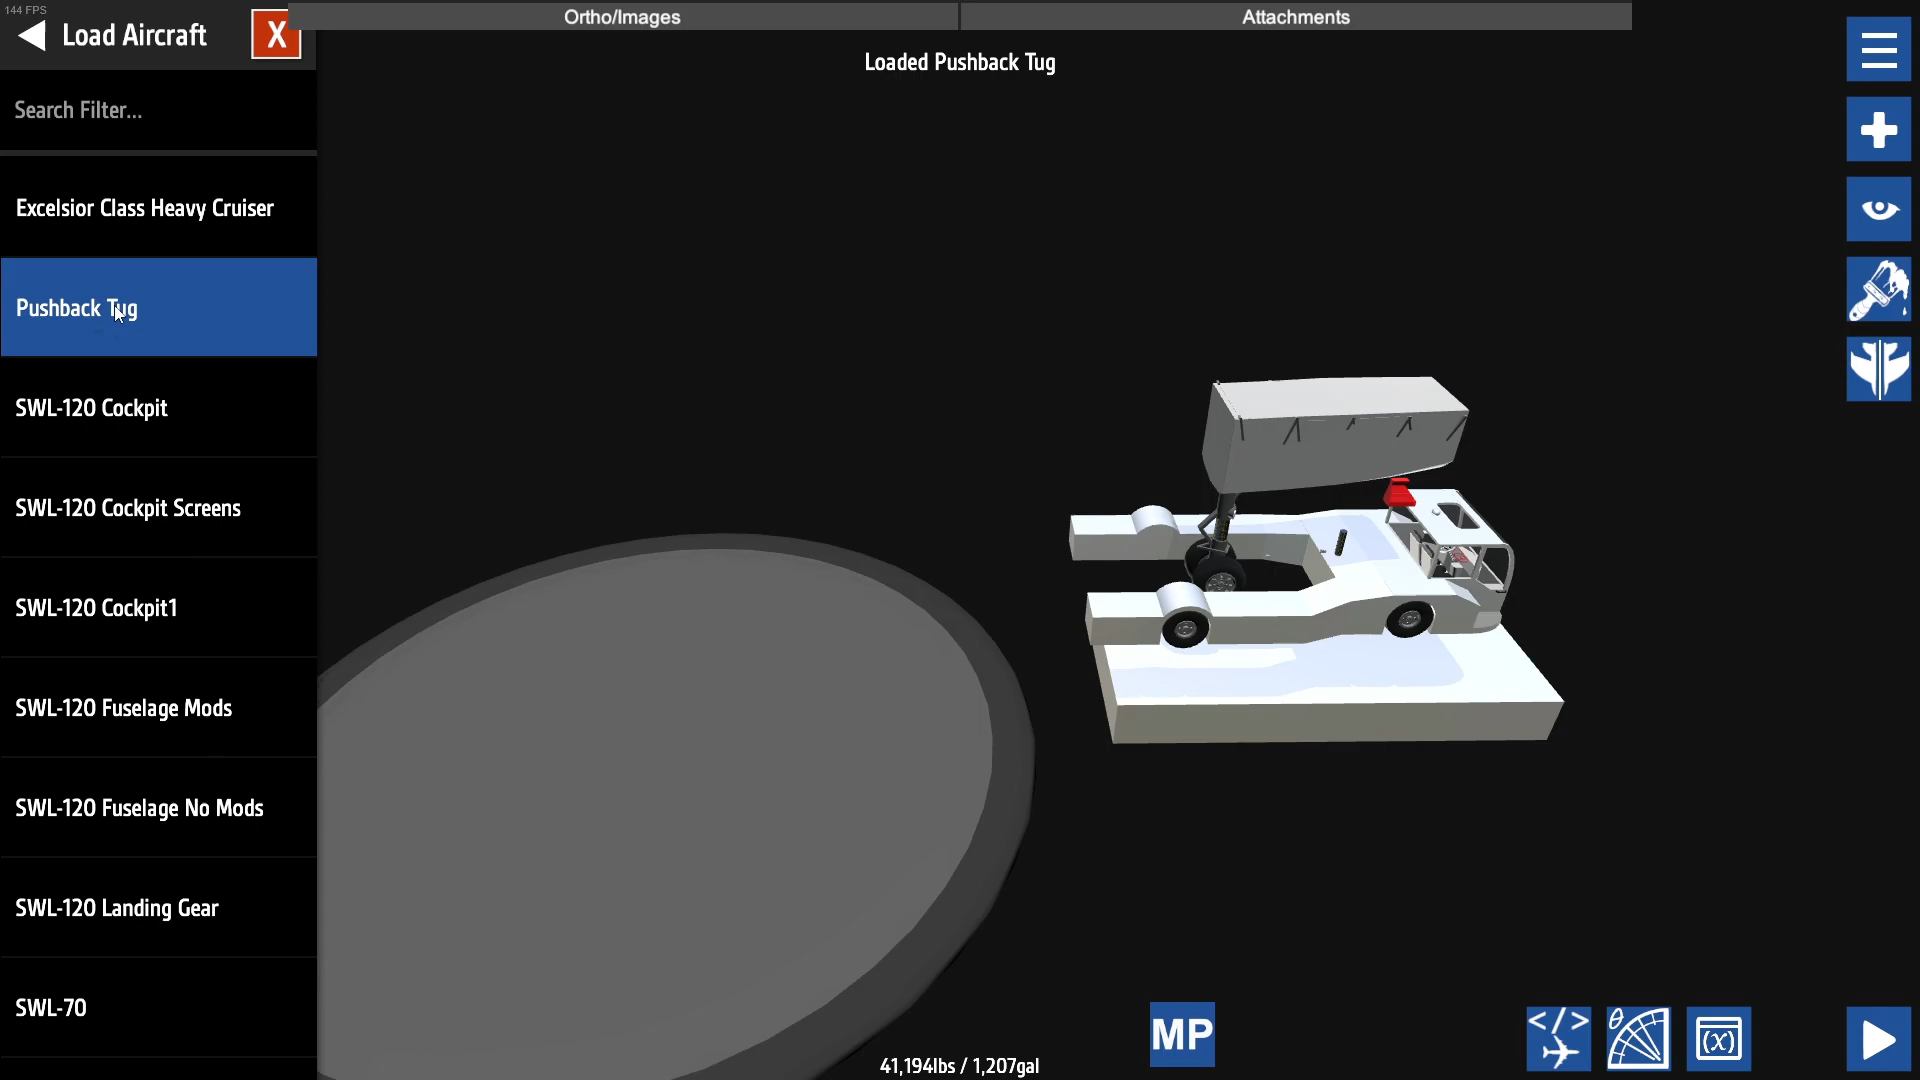 144 FPS
Load Aircraft
X
Ortho/Images
Attachments
Loaded Pushback Tug
Search Filter...
Excelsior Class Heavy Cruiser
Pushback Tug
SWL-120 Cockpit
SWL-120 Cockpit Screens
SWL-120 Cockpit1
SWL-120 Fuselage Mods
SWL-120 Fuselage No Mods
SWL-120 Landing Gear
SWL-70
MP
</>
θ
(x)
41,194lbs / 1,207gal